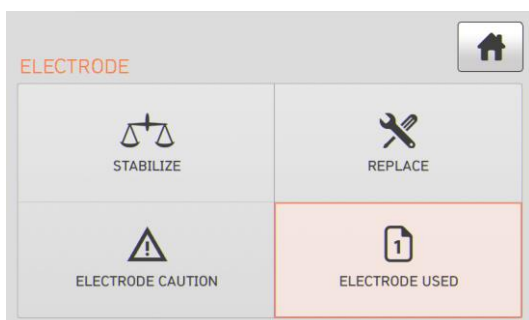 ELECTRODE
STABILIZE
REPLACE
ELECTRODE CAUTION
1
ELECTRODE USED